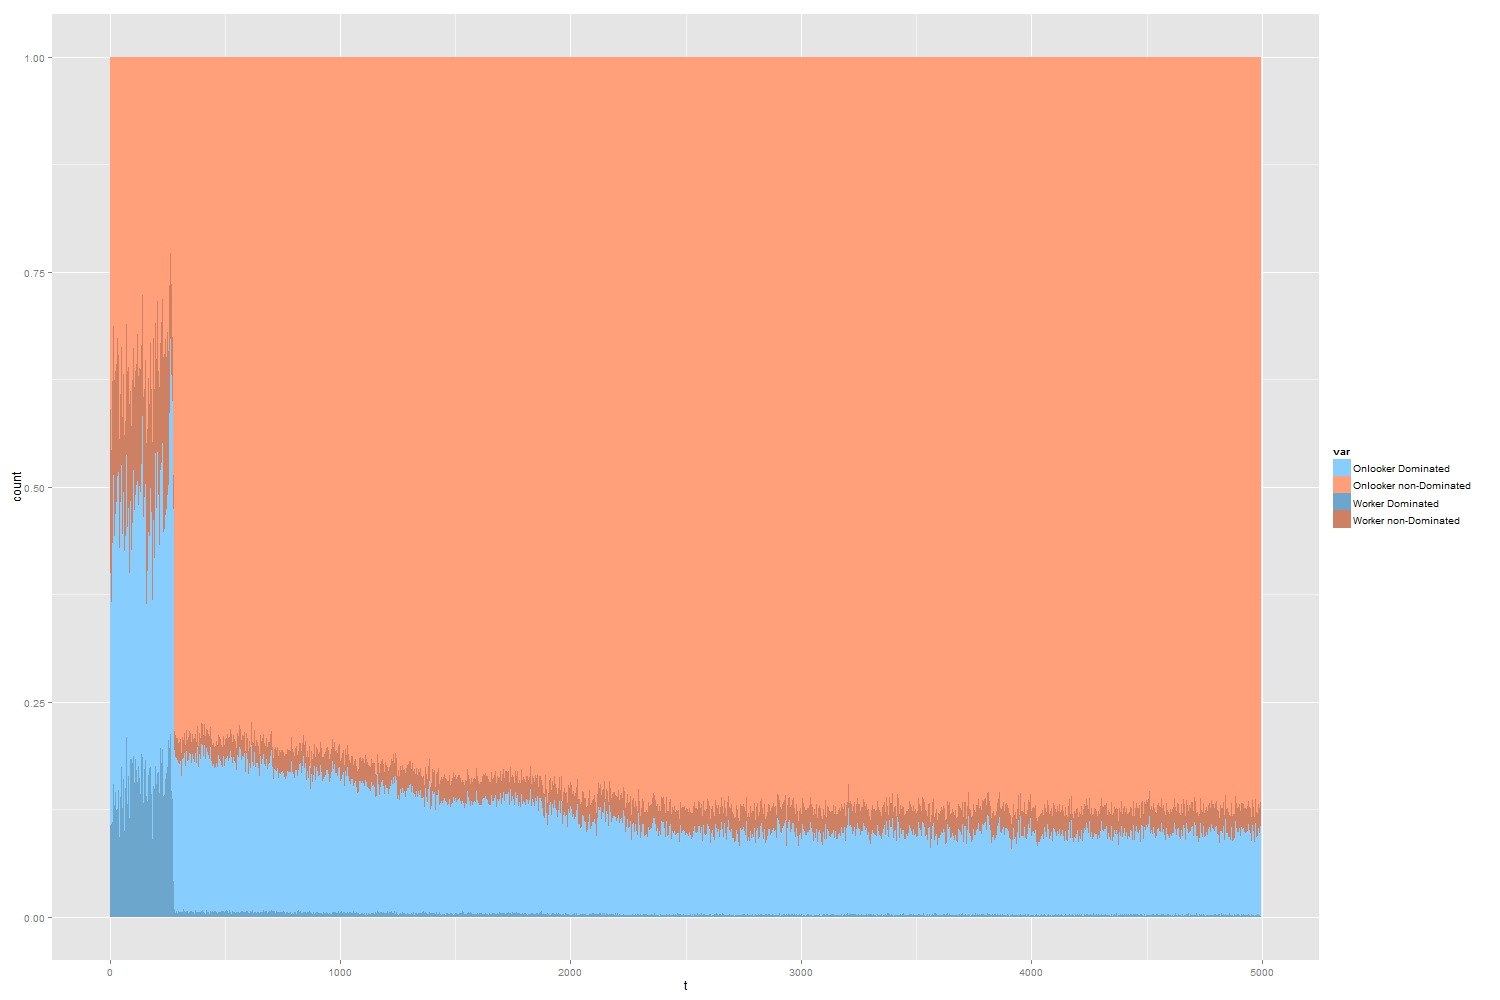 1.00
0.75
0.50
0.25
0.00
count
0 1000 2000 3000 4000 5000
t
var
Onlooker Dominated
Onlooker non-Dominated
Worker Dominated
Worker non-Dominated